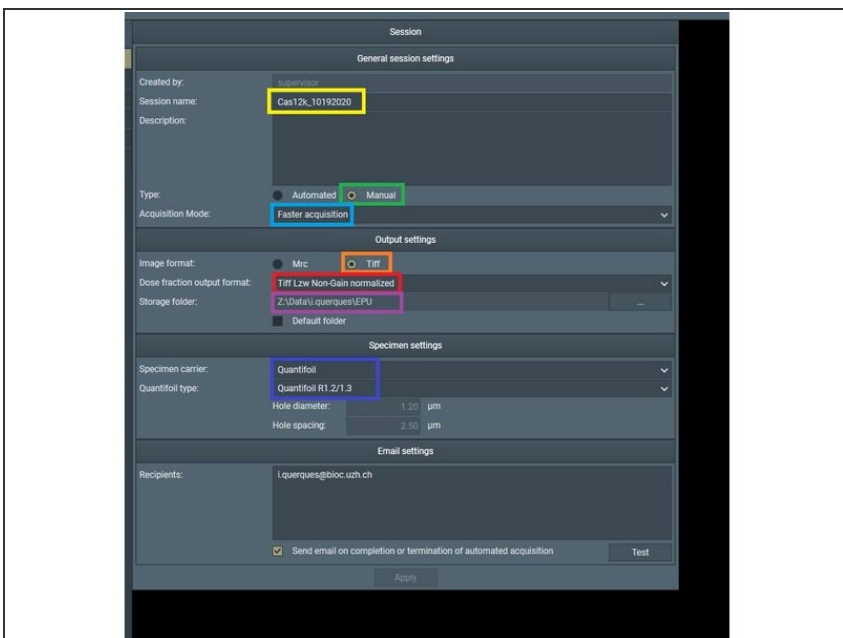 Session
General session settings
Created by: supervisor
Session name: Cas12k_10192020
Description:
Type: Automated Manual
Acquisition Mode: Faster acquisition
Output settings
Image format: Mrc Tiff
Dose fraction output format: Tiff Lzw Non-Gain normalized
Storage folder: Z:\Data\i.querques\EPU ...
Default folder
Specimen settings
Specimen carrier: Quantifoil
Quantifoil type: Quantifoil R1.2/1.3
Hole diameter: 1.20 µm
Hole spacing: 2.50 µm
Email settings
Recipients: i.querques@bioc.uzh.ch
Send email on completion or termination of automated acquisition Test
Apply